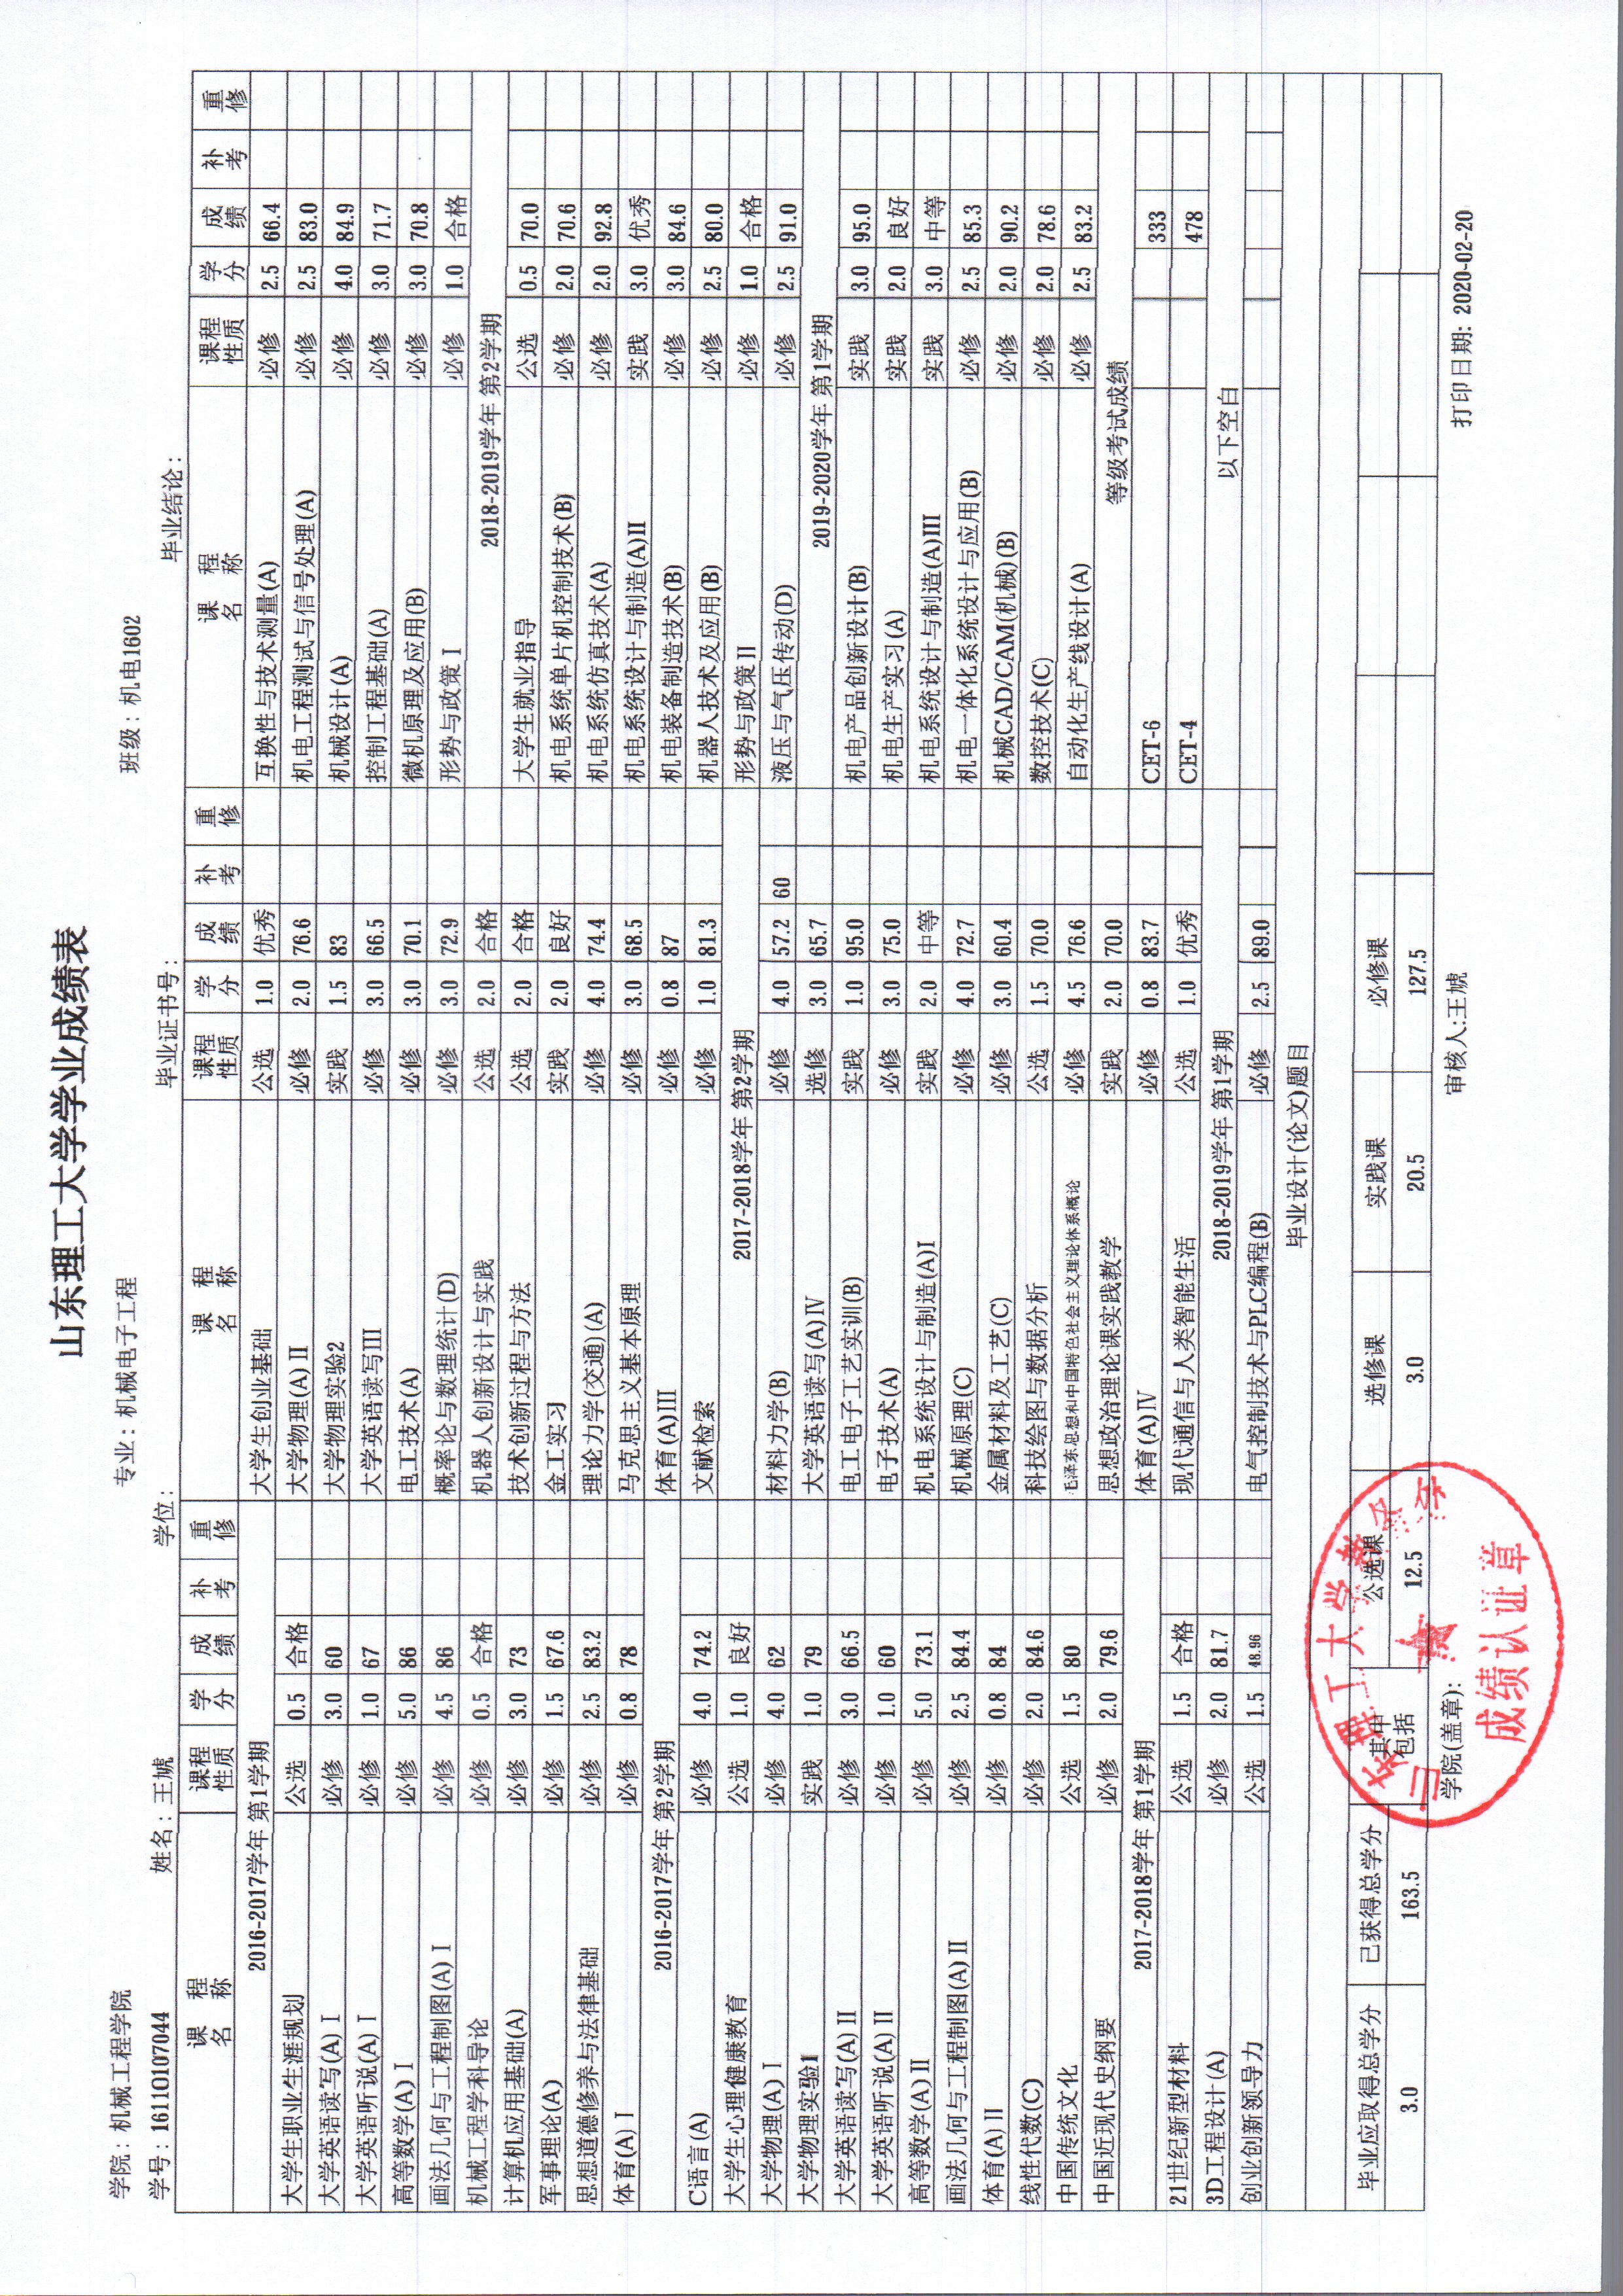 山东理工大学学业成绩表
学院：机械工程学院 专业：机械电子工程 班级：机电1602
学号：16110107044 姓名：王虓 学位： 毕业证书号： 毕业结论：
课程名称 课程性质 学分 成绩 补考 重修
2016-2017学年 第1学期
大学生职业生涯规划 公选 0.5 合格
大学英语读写(A)Ⅰ 必修 3.0 60
大学英语听说(A)Ⅰ 必修 1.0 67
高等数学(A)Ⅰ 必修 5.0 86
画法几何与工程制图(A)Ⅰ 必修 4.5 86
机械工程学科导论 必修 0.5 合格
计算机应用基础(A) 必修 3.0 73
军事理论(A) 必修 1.5 67.6
思想道德修养与法律基础 必修 2.5 83.2
体育(A)Ⅰ 必修 0.8 78
2016-2017学年 第2学期
C语言(A) 必修 4.0 74.2
大学生心理健康教育 公选 1.0 良好
大学物理(A)Ⅰ 必修 4.0 62
大学物理实验1 实践 1.0 79
大学英语读写(A)Ⅱ 必修 3.0 66.5
大学英语听说(A)Ⅱ 必修 1.0 60
高等数学(A)Ⅱ 必修 5.0 73.1
画法几何与工程制图(A)Ⅱ 必修 2.5 84.4
体育(A)Ⅱ 必修 0.8 84
线性代数(C) 必修 2.0 84.6
中国传统文化 公选 1.5 80
中国近现代史纲要 必修 2.0 79.6
2017-2018学年 第1学期
21世纪新型材料 公选 1.5 合格
3D工程设计(A) 必修 2.0 81.7
创业创新领导力 公选 1.5 48.96
课程名称 课程性质 学分 成绩 补考 重修
大学生创业基础 公选 1.0 优秀
大学物理(A)Ⅱ 必修 2.0 76.6
大学物理实验2 实践 1.5 83
大学英语读写III 必修 3.0 66.5
电工技术(A) 必修 3.0 70.1
概率论与数理统计(D) 必修 3.0 72.9
机器人创新设计与实践 公选 2.0 合格
技术创新过程与方法 公选 2.0 合格
金工实习 实践 2.0 良好
理论力学(交通)(A) 必修 4.0 74.4
马克思主义基本原理 必修 3.0 68.5
体育(A)III 必修 0.8 87
文献检索 必修 1.0 81.3
2017-2018学年 第2学期
材料力学(B) 必修 4.0 57.2 60
大学英语读写(A)Ⅳ 选修 3.0 65.7
电工电子工艺实训(B) 实践 1.0 95.0
电子技术(A) 必修 3.0 75.0
机电系统设计与制造(A)I 实践 2.0 中等
机械原理(C) 必修 4.0 72.7
金属材料及工艺(C) 必修 3.0 60.4
科技绘图与数据分析 公选 1.5 70.0
毛泽东思想和中国特色社会主义理论体系概论 必修 4.5 76.6
思想政治理论课实践教学 实践 2.0 70.0
体育(A)Ⅳ 必修 0.8 83.7
现代通信与人类智能生活 公选 1.0 优秀
2018-2019学年 第1学期
电气控制技术与PLC编程(B) 必修 2.5 89.0
课程名称 课程性质 学分 成绩 补考 重修
互换性与技术测量(A) 必修 2.5 66.4
机电工程测试与信号处理(A) 必修 2.5 83.0
机械设计(A) 必修 4.0 84.9
控制工程基础(A) 必修 3.0 71.7
微机原理及应用(B) 必修 3.0 70.8
形势与政策Ⅰ 必修 1.0 合格
2018-2019学年 第2学期
大学生就业指导 公选 0.5 70.0
机电系统单片机控制技术(B) 必修 2.0 70.6
机电系统仿真技术(A) 必修 2.0 92.8
机电系统设计与制造(A)II 实践 3.0 优秀
机电装备制造技术(B) 必修 3.0 84.6
机器人技术及应用(B) 必修 2.5 80.0
形势与政策Ⅱ 必修 1.0 合格
液压与气压传动(D) 必修 2.5 91.0
2019-2020学年 第1学期
机电产品创新设计(B) 实践 3.0 95.0
机电生产实习(A) 实践 2.0 良好
机电系统设计与制造(A)III 实践 3.0 中等
机电一体化系统设计与应用(B) 必修 2.5 85.3
机械CAD/CAM(机械)(B) 必修 2.0 90.2
数控技术(C) 必修 2.0 78.6
自动化生产线设计(A) 必修 2.5 83.2
等级考试成绩
CET-6 333
CET-4 478
以下空白
毕业设计(论文)题目
毕业应取得总学分 已获得总学分 其中包括 公选课 选修课 实践课 必修课
3.0 163.5 12.5 3.0 20.5 127.5
学院(盖章): 审核人:王虓 打印日期: 2020-02-20
山东理工大学教务处
成绩认证章